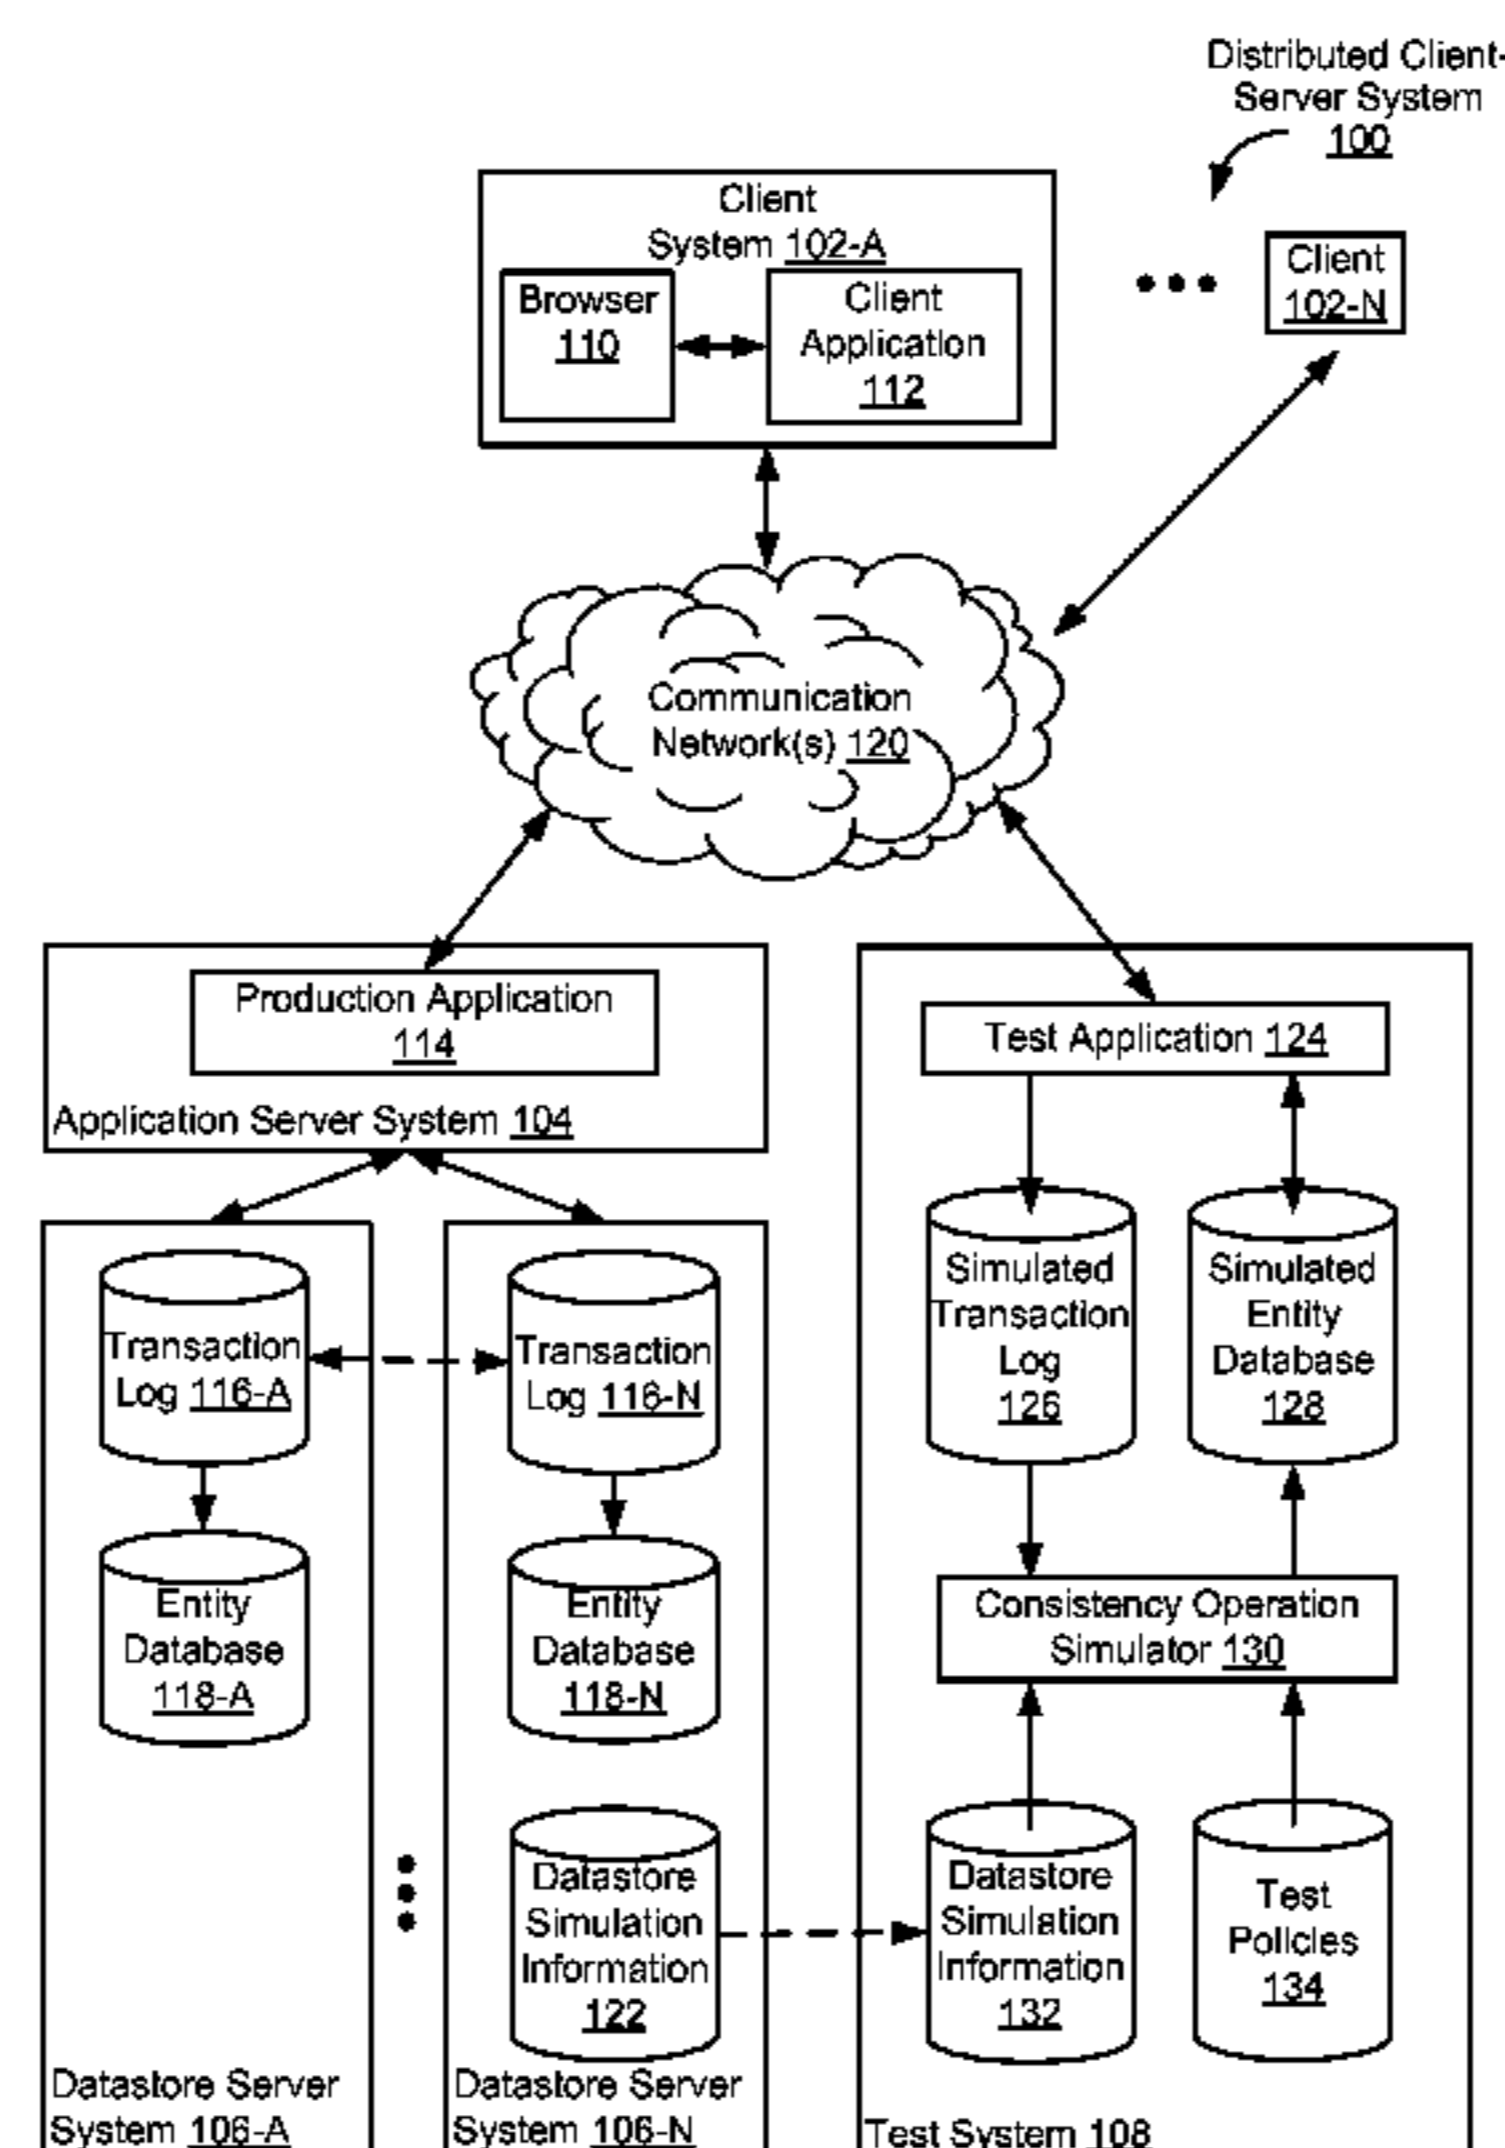 Distributed Client-
Server System
100
Client
System 102-A
Browser
110
Client
Application
112
Client
102-N
Communication
Network(s) 120
Production Application
114
Application Server System 104
Test Application 124
Transaction
Log 116-A
Transaction
Log 116-N
Simulated
Transaction
Log
126
Simulated
Entity
Database
128
Entity
Database
118-A
Entity
Database
118-N
Consistency Operation
Simulator 130
Datastore
Simulation
Information
122
Datastore
Simulation
Information
132
Test
Policies
134
Datastore Server
System 106-A
Datastore Server
System 106-N
Test System 108